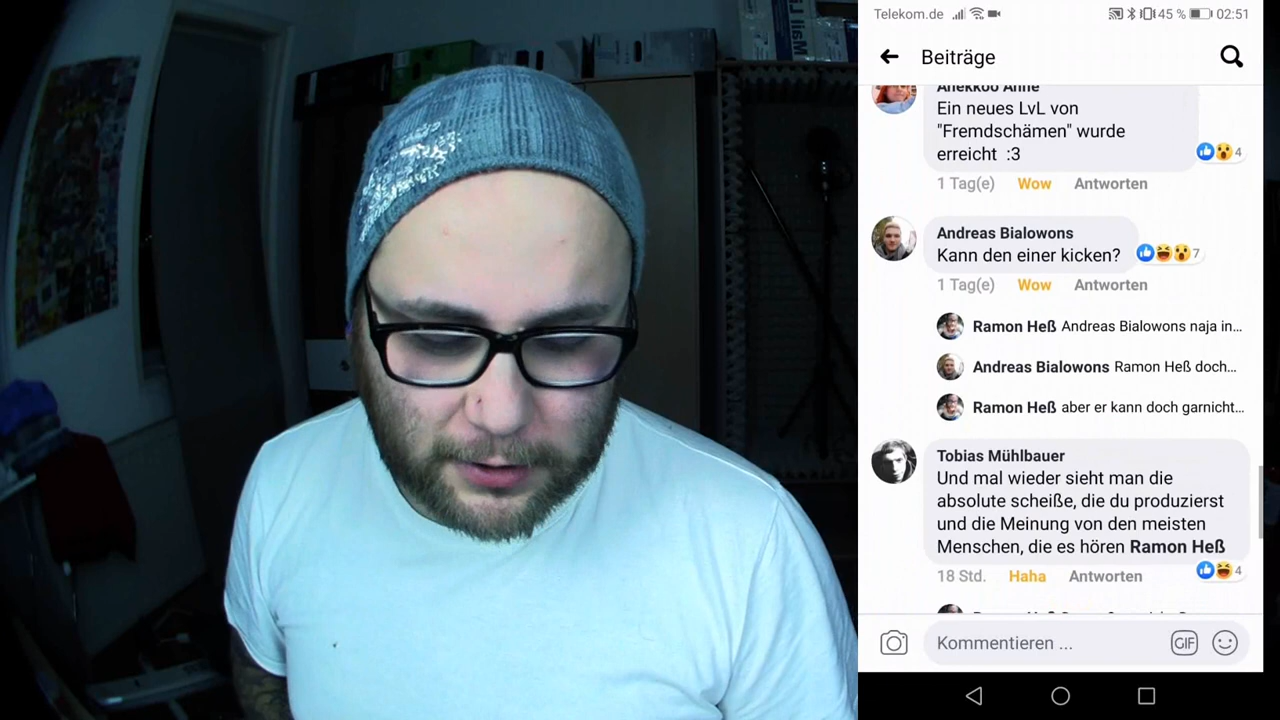 Telekom.de
45 %
02:51
Beiträge
Anekkoo Anne
Ein neues LvL von
"Fremdschämen" wurde
erreicht :3
4
1 Tag(e) Wow Antworten
Andreas Bialowons
Kann den einer kicken?
7
1 Tag(e) Wow Antworten
Ramon Heß Andreas Bialowons naja in...
Andreas Bialowons Ramon Heß doch...
Ramon Heß aber er kann doch garnicht...
Tobias Mühlbauer
Und mal wieder sieht man die
absolute scheiße, die du produzierst
und die Meinung von den meisten
Menschen, die es hören Ramon Heß
4
18 Std. Haha Antworten
Kommentieren ...
GIF